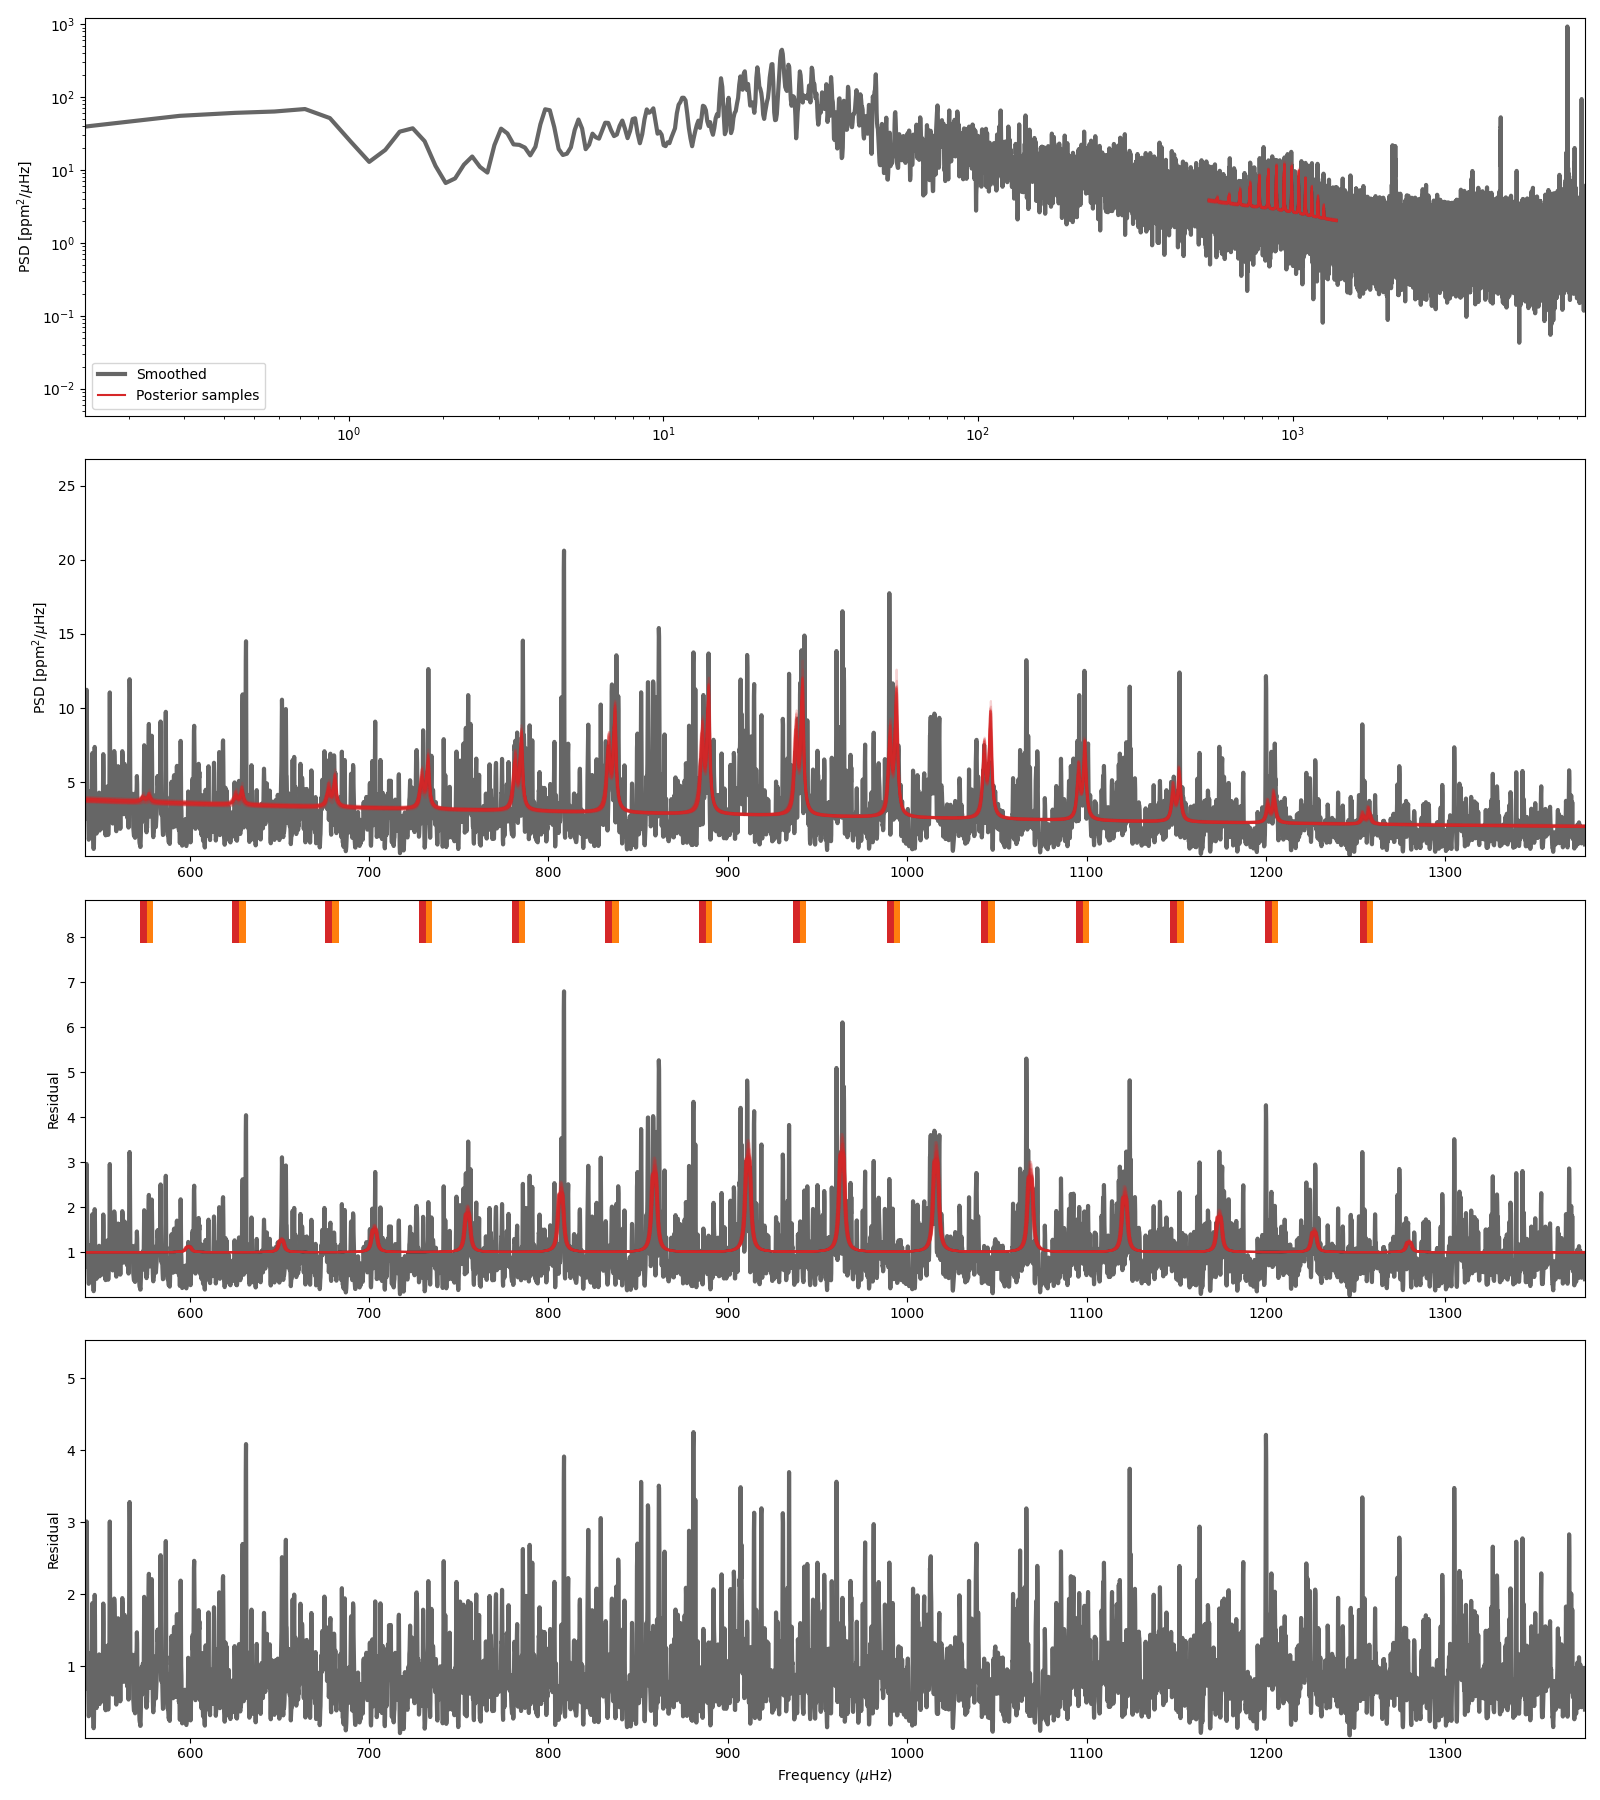 10³
10²
10¹
10⁰
10⁻¹
10⁻²
PSD [ppm²/μHz]
Smoothed
Posterior samples
10⁰ 10¹ 10² 10³
25
20
15
10
5
PSD [ppm²/μHz]
600 700 800 900 1000 1100 1200 1300
8
7
6
5
4
3
2
1
Residual
600 700 800 900 1000 1100 1200 1300
5
4
3
2
1
Residual
600 700 800 900 1000 1100 1200 1300
Frequency (μHz)